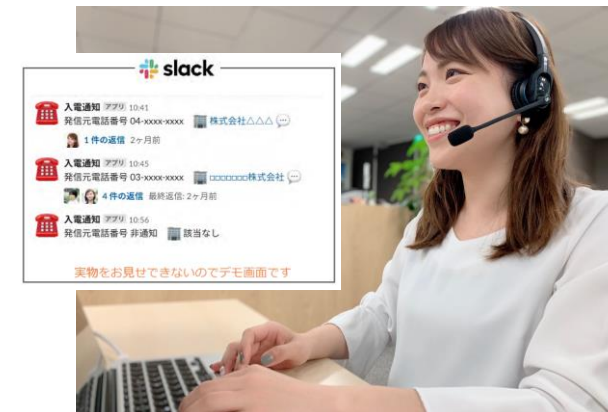 slack
入電通知 アプリ 10:41
発信元電話番号 04-xxxx-xxxx 株式会社△△△
1 件の返信 2ヶ月前
入電通知 アプリ 10:45
発信元電話番号 03-xxxx-xxxx □□□□□□□株式会社
4 件の返信 最終返信: 2ヶ月前
入電通知 アプリ 10:56
発信元電話番号 非通知 該当なし
実物をお見せできないのでデモ画面です